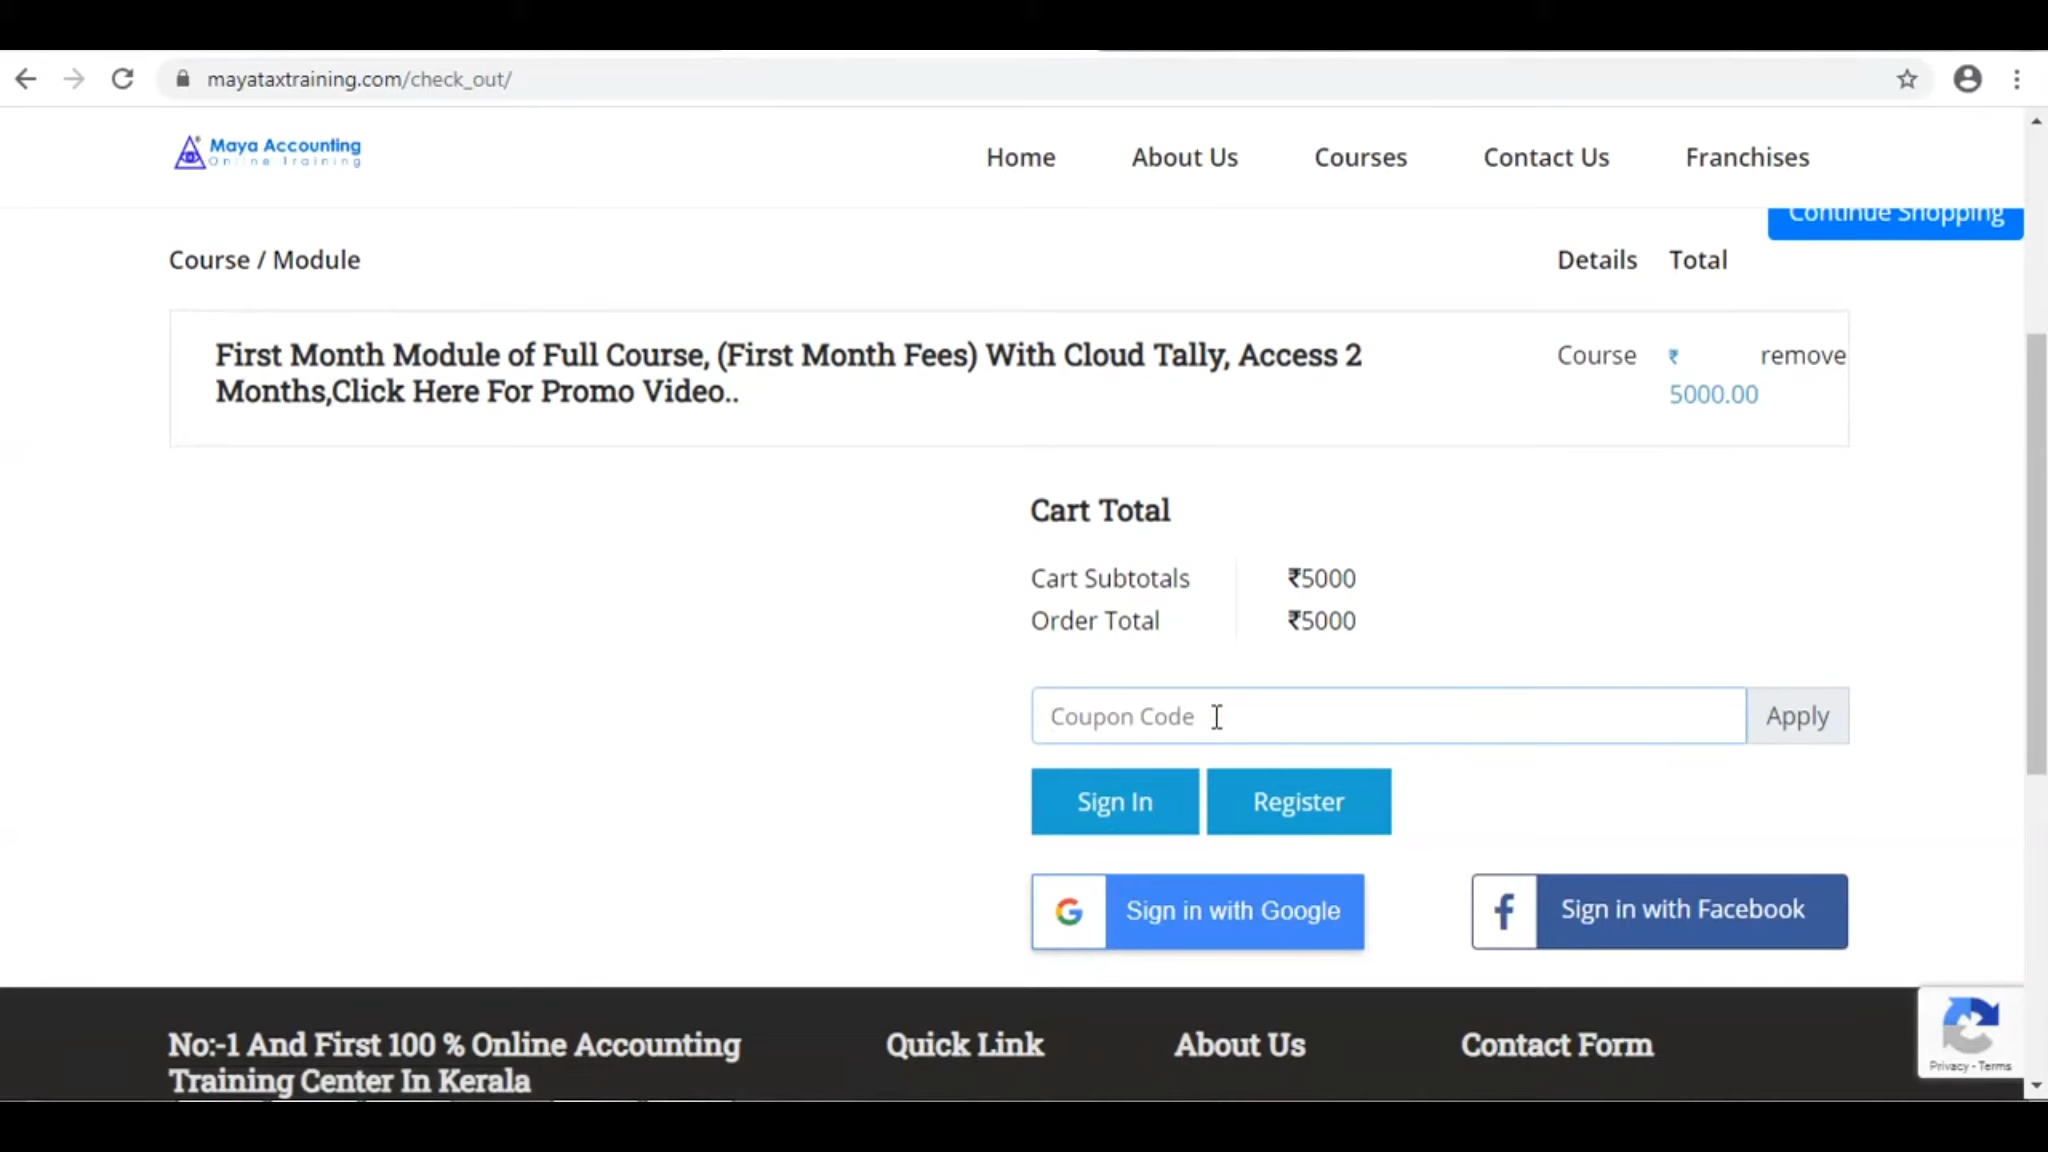 mayataxtraining.com/check_out/
Maya Accounting
Online Training
Home About Us Courses Contact Us Franchises
Continue Shopping
Course / Module Details Total
First Month Module of Full Course, (First Month Fees) With Cloud Tally, Access 2 Course ₹ remove
Months,Click Here For Promo Video.. 5000.00
Cart Total
Cart Subtotals ₹5000
Order Total ₹5000
Coupon Code Apply
Sign In Register
G Sign in with Google f Sign in with Facebook
No:-1 And First 100 % Online Accounting Quick Link About Us Contact Form
Training Center In Kerala
Privacy - Terms